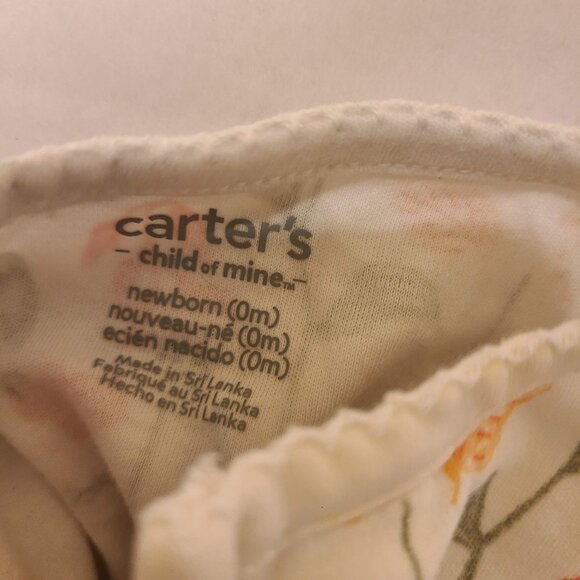 carter's
- child of mine™ -
newborn (0m)
nouveau-né (0m)
ecién nacido (0m)
Made in Sri Lanka
Fabriqué au Sri Lanka
Hecho en Sri Lanka